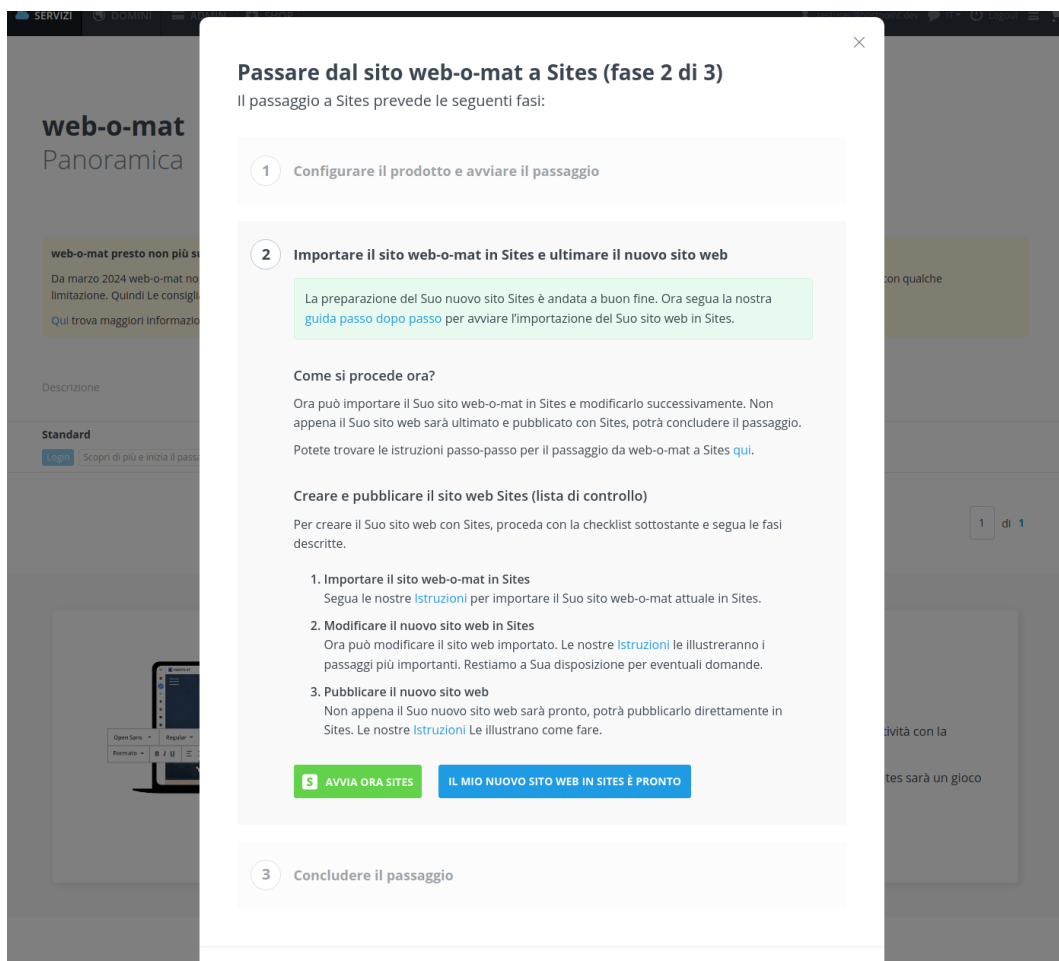 SERVIZI
DOMINI
ADMIN
SHOP
IT
Logout
web-o-mat
Panoramica
web-o-mat presto non più su
Da marzo 2024 web-o-mat no
limitazione. Quindi Le consigli
Qui trova maggiori informazio
con qualche
Descrizione
Standard
Login
Scopri di più e inizia il passa
1 di 1
Open Sans
Regular
Formato
B I U
ività con la
tes sarà un gioco
Passare dal sito web-o-mat a Sites (fase 2 di 3)
Il passaggio a Sites prevede le seguenti fasi:
1 Configurare il prodotto e avviare il passaggio
2 Importare il sito web-o-mat in Sites e ultimare il nuovo sito web
La preparazione del Suo nuovo sito Sites è andata a buon fine. Ora segua la nostra
guida passo dopo passo per avviare l'importazione del Suo sito web in Sites.
Come si procede ora?
Ora può importare il Suo sito web-o-mat in Sites e modificarlo successivamente. Non
appena il Suo sito web sarà ultimato e pubblicato con Sites, potrà concludere il passaggio.
Potete trovare le istruzioni passo-passo per il passaggio da web-o-mat a Sites qui.
Creare e pubblicare il sito web Sites (lista di controllo)
Per creare il Suo sito web con Sites, proceda con la checklist sottostante e segua le fasi
descritte.
1. Importare il sito web-o-mat in Sites
Segua le nostre Istruzioni per importare il Suo sito web-o-mat attuale in Sites.
2. Modificare il nuovo sito web in Sites
Ora può modificare il sito web importato. Le nostre Istruzioni le illustreranno i
passaggi più importanti. Restiamo a Sua disposizione per eventuali domande.
3. Pubblicare il nuovo sito web
Non appena il Suo nuovo sito web sarà pronto, potrà pubblicarlo direttamente in
Sites. Le nostre Istruzioni Le illustrano come fare.
S AVVIA ORA SITES
IL MIO NUOVO SITO WEB IN SITES È PRONTO
3 Concludere il passaggio